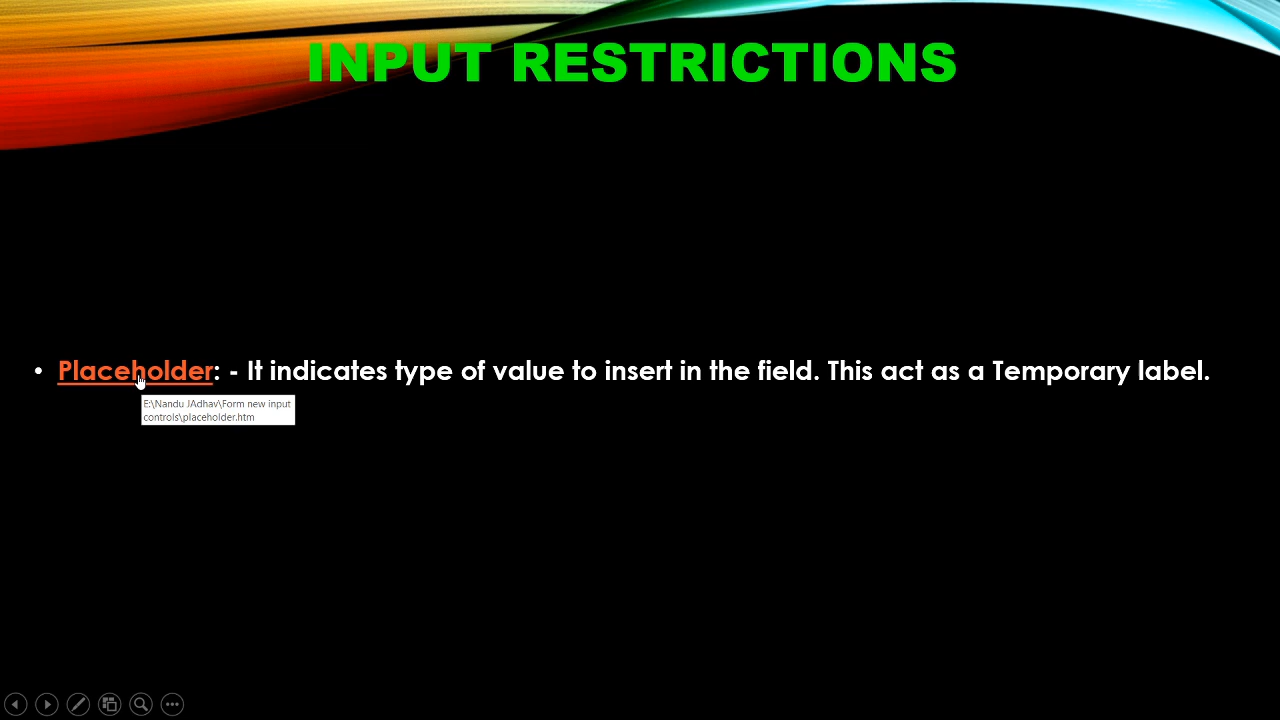 INPUT RESTRICTIONS
• Placeholder: - It indicates type of value to insert in the field. This act as a Temporary label.
E:\Nandu JAdhav\Form new input
controls\placeholder.htm